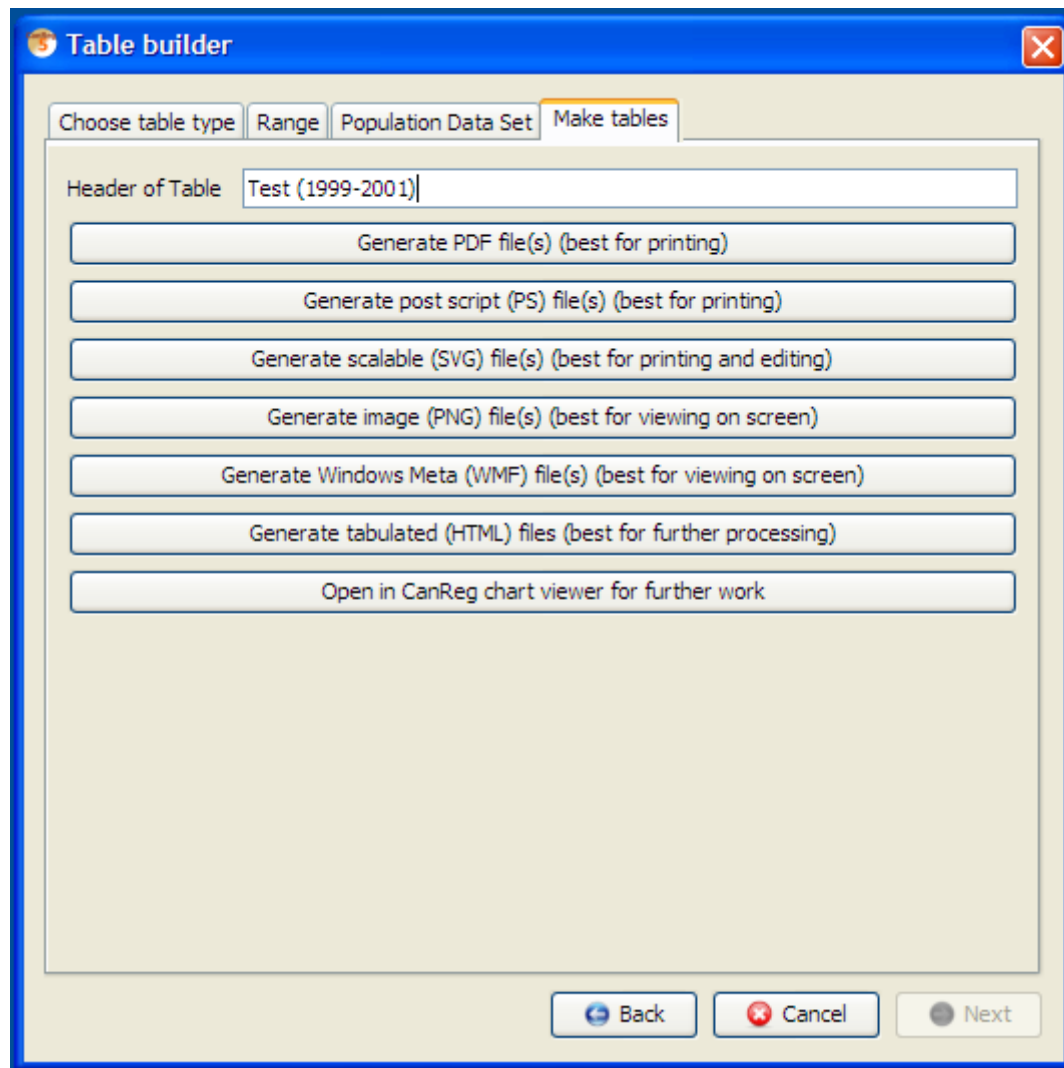 Table builder
Choose table type Range Population Data Set Make tables
Header of Table Test (1999-2001)
Generate PDF file(s) (best for printing)
Generate post script (PS) file(s) (best for printing)
Generate scalable (SVG) file(s) (best for printing and editing)
Generate image (PNG) file(s) (best for viewing on screen)
Generate Windows Meta (WMF) file(s) (best for viewing on screen)
Generate tabulated (HTML) files (best for further processing)
Open in CanReg chart viewer for further work
Back Cancel Next